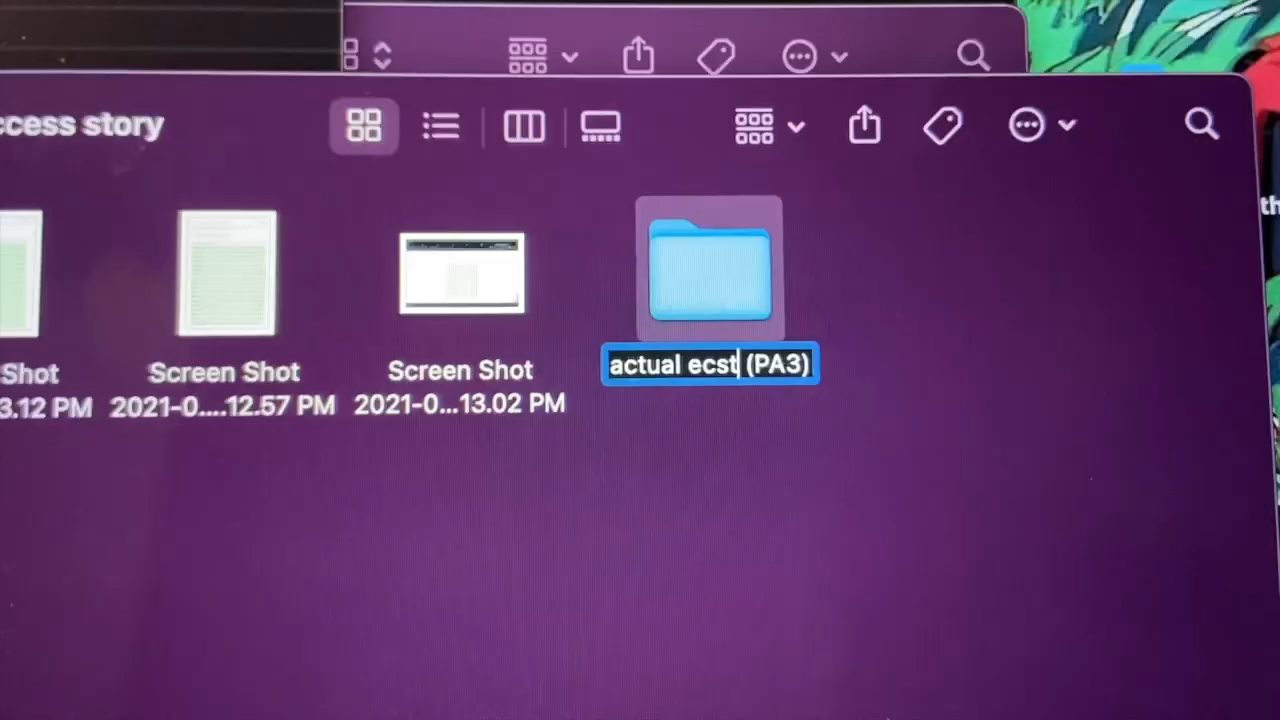 ccess story
th
Shot
3.12 PM
Screen Shot
2021-0....12.57 PM
Screen Shot
2021-0...13.02 PM
actual ecst (PA3)